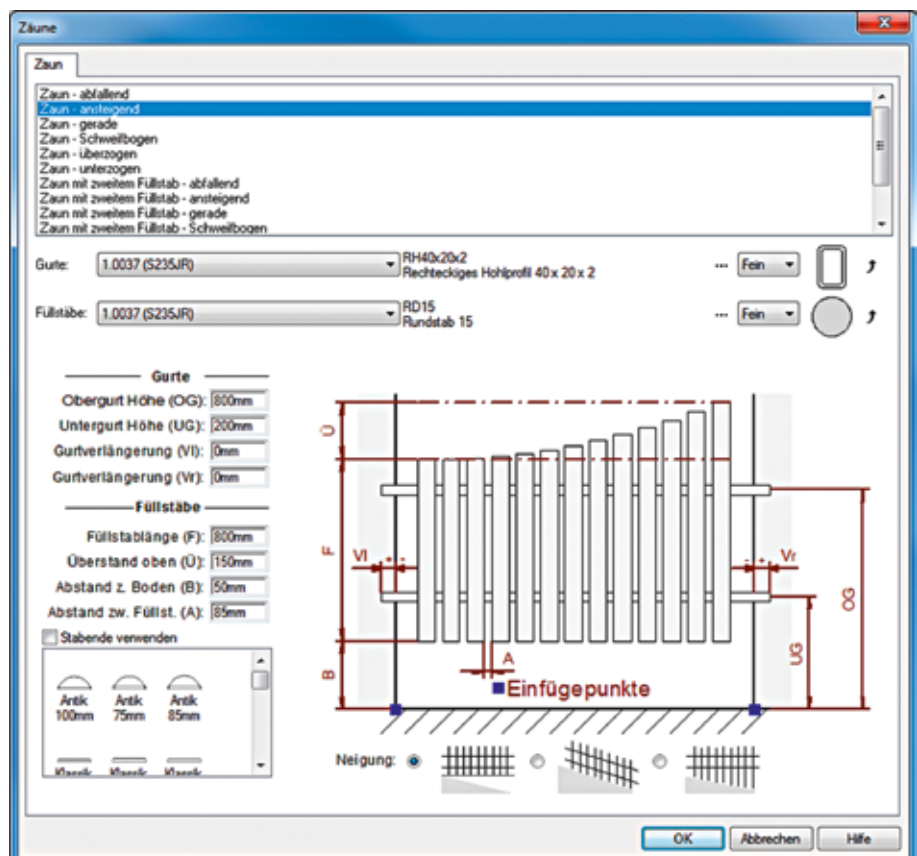 Zäune
Zaun
Zaun - abfallend
Zaun - ansteigend
Zaun - gerade
Zaun - Schweifbogen
Zaun - überzogen
Zaun - unterzogen
Zaun mit zweitem Füllstab - abfallend
Zaun mit zweitem Füllstab - ansteigend
Zaun mit zweitem Füllstab - gerade
Zaun mit zweitem Füllstab - Schweifbogen
Gurte: 1.0037 (S235JR) RH40x20x2 ... Fein
Rechteckiges Hohlprofil 40 x 20 x 2
Füllstäbe: 1.0037 (S235JR) RD15 ... Fein
Rundstab 15
Gurte
Obergurt Höhe (OG): 800mm
Untergurt Höhe (UG): 200mm
Gurtverlängerung (Vl): 0mm
Gurtverlängerung (Vr): 0mm
Füllstäbe
Füllstablänge (F): 800mm
Überstand oben (Ü): 150mm
Abstand z. Boden (B): 50mm
Abstand zw. Füllst. (A): 85mm
Stabende verwenden
Antik 100mm
Antik 75mm
Antik 85mm
Klassik
Klassik
Klassik
Ü
F
Vl + -
- + Vr
OG
UG
B
A
Einfügepunkte
Neigung:
OK
Abbrechen
Hilfe